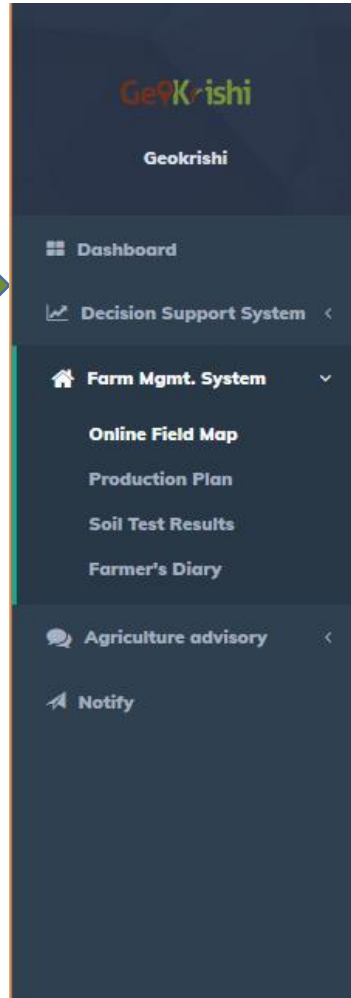 GeoKrishi
Geokrishi
Dashboard
Decision Support System
Farm Mgmt. System
Online Field Map
Production Plan
Soil Test Results
Farmer's Diary
Agriculture advisory
Notify